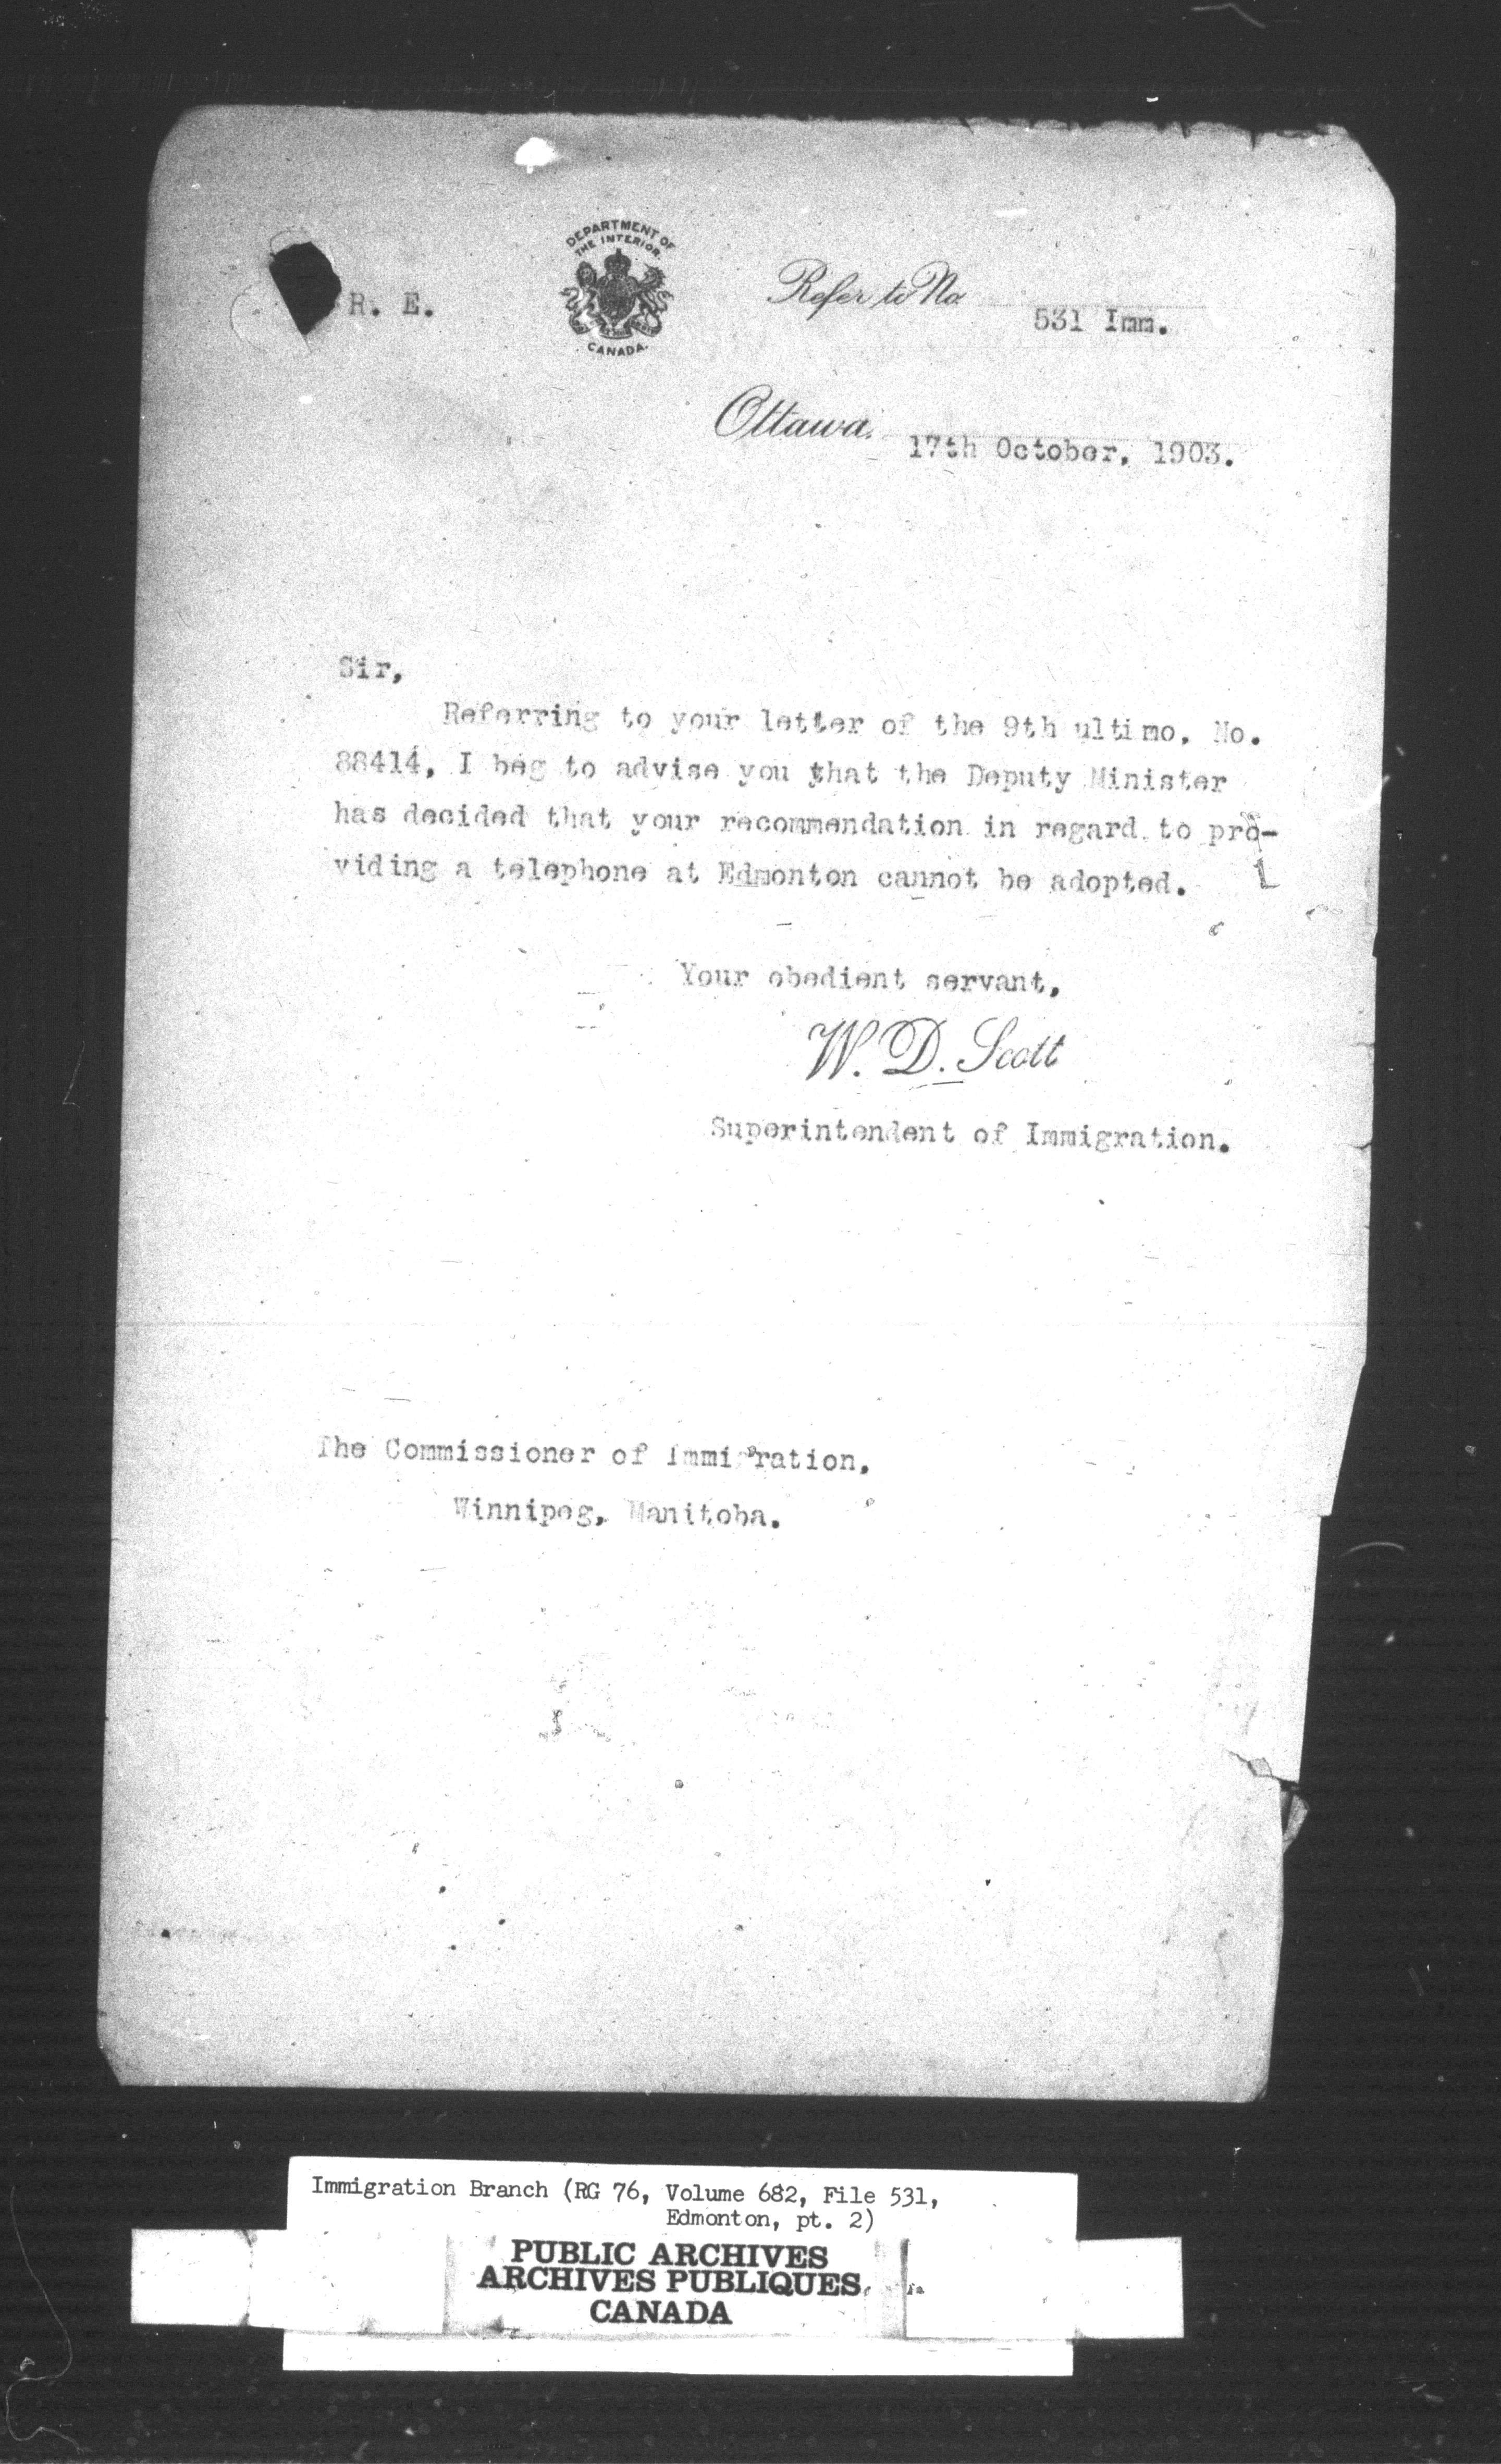 DEPARTMENT OF
THE INTERIOR.
CANADA.
R. E.
Refer to No
531 Imm.
Ottawa, 17th October, 1903.
Sir,
Referring to your letter of the 9th ultimo, No.
88414, I beg to advise you that the Deputy Minister
has decided that your recommendation in regard to pro-
viding a telephone at Edmonton cannot be adopted.
Your obedient servant,
W. D. Scott
Superintendent of Immigration.
The Commissioner of Immigration,
Winnipeg, Manitoba.
Immigration Branch (RG 76, Volume 682, File 531,
Edmonton, pt. 2)
PUBLIC ARCHIVES
ARCHIVES PUBLIQUES
CANADA